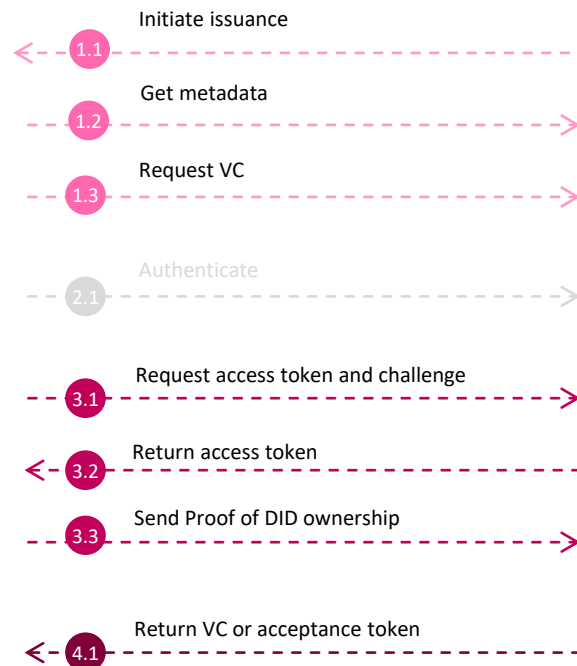 Initiate issuance
1.1
Get metadata
1.2
Request VC
1.3
Authenticate
2.1
Request access token and challenge
3.1
Return access token
3.2
Send Proof of DID ownership
3.3
Return VC or acceptance token
4.1